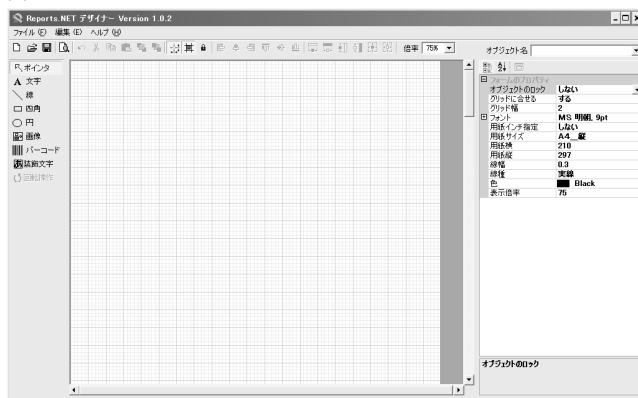 Reports.NET デザイナー Version 1.0.2
ファイル(F) 編集(E) ヘルプ(H)
倍率 75%
オブジェクト名
ポインタ
A 文字
線
四角
円
画像
バーコード
装飾文字
回転操作
フォームのプロパティ
オブジェクトのロック しない
グリッドに合せる する
グリッド幅 2
フォント MS 明朝, 9pt
用紙インチ指定 しない
用紙サイズ A4__縦
用紙横 210
用紙縦 297
線幅 0.3
線種 実線
色 Black
表示倍率 75
オブジェクトのロック